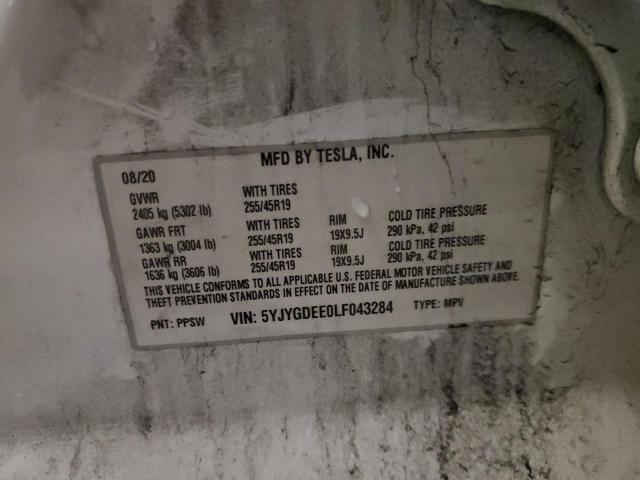 MFD BY TESLA, INC.
08/20
GVWR WITH TIRES
2405 kg (5302 lb) 255/45R19
GAWR FRT WITH TIRES RIM COLD TIRE PRESSURE
1363 kg (3004 lb) 255/45R19 19X9.5J 290 kPa, 42 psi
GAWR RR WITH TIRES RIM COLD TIRE PRESSURE
1636 kg (3606 lb) 255/45R19 19X9.5J 290 kPa, 42 psi
THIS VEHICLE CONFORMS TO ALL APPLICABLE U.S. FEDERAL MOTOR VEHICLE SAFETY AND
THEFT PREVENTION STANDARDS IN EFFECT ON THE DATE OF MANUFACTURE SHOWN ABOVE.
PNT: PPSW VIN: 5YJYGDEE0LF043284 TYPE: MPV